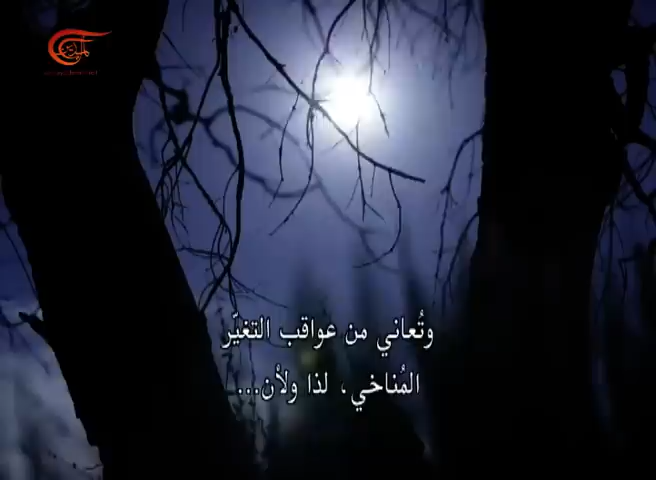 وتُعاني من عواقب التغيّر
المُناخي، لذا ولأن...